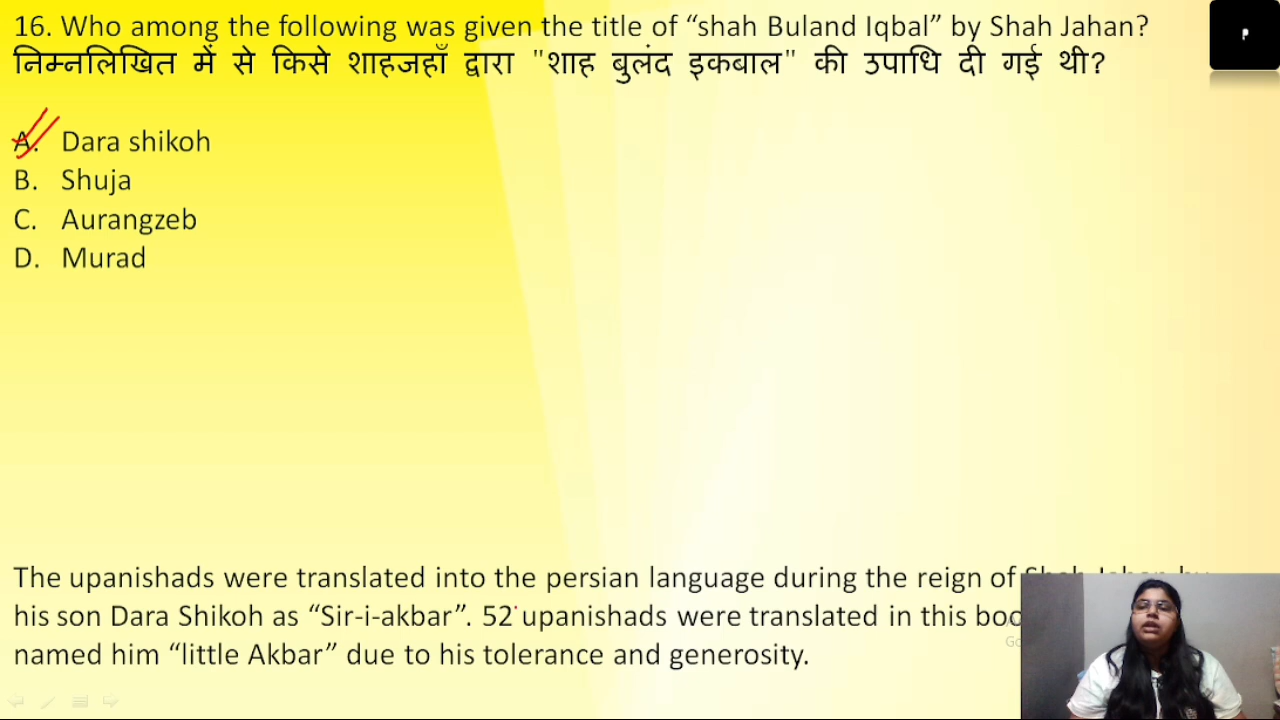 16. Who among the following was given the title of “shah Buland Iqbal” by Shah Jahan?
निम्नलिखित में से किसे शाहजहाँ द्वारा "शाह बुलंद इकबाल" की उपाधि दी गई थी?
A. Dara shikoh
B. Shuja
C. Aurangzeb
D. Murad
The upanishads were translated into the persian language during the reign of Shah Jahan by
his son Dara Shikoh as “Sir-i-akbar”. 52 upanishads were translated in this
named him “little Akbar” due to his tolerance and generosity.